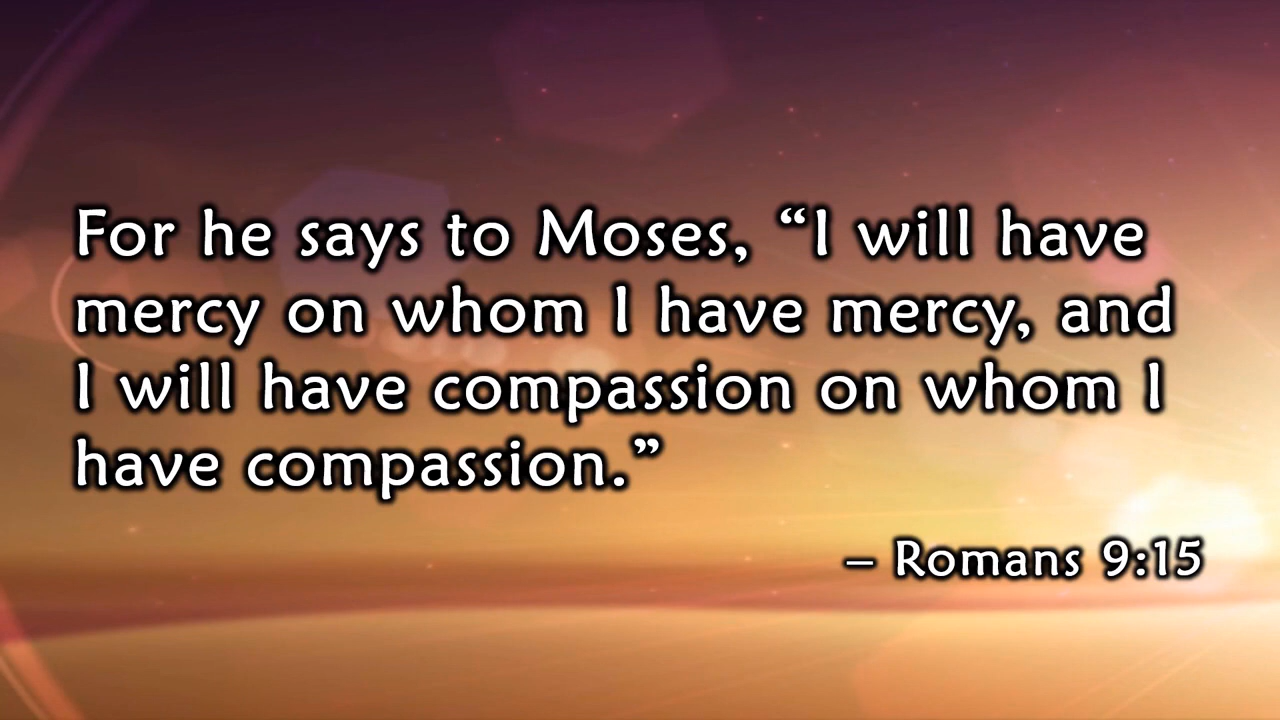 For he says to Moses, “I will have
mercy on whom I have mercy, and
I will have compassion on whom I
have compassion.”
– Romans 9:15